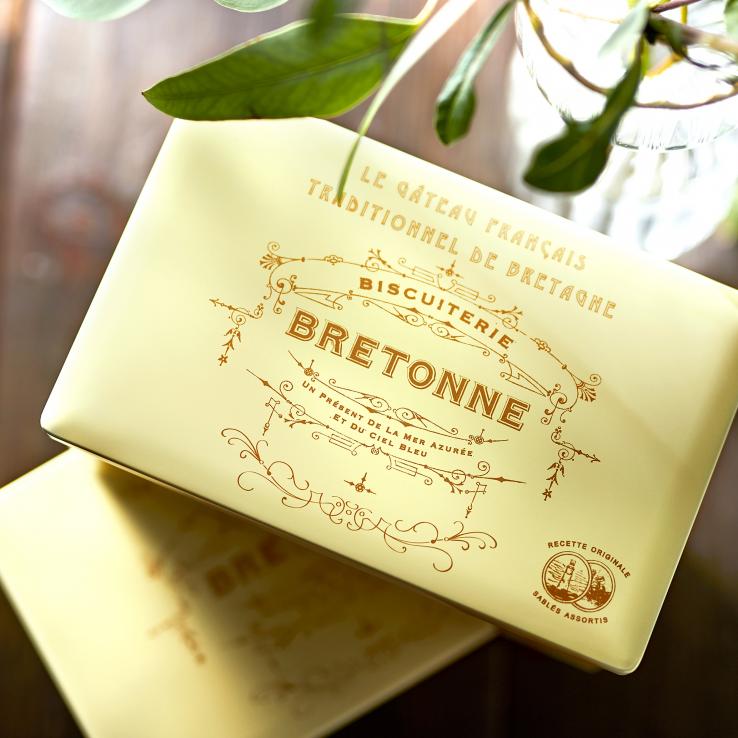 LE GÂTEAU FRANÇAIS
TRADITIONNEL DE BRETAGNE
BISCUITERIE
BRETONNE
UN PRÉSENT DE LA MER AZURÉE
ET DU CIEL BLEU
RECETTE ORIGINALE
SABLÉS ASSORTIS
BRE